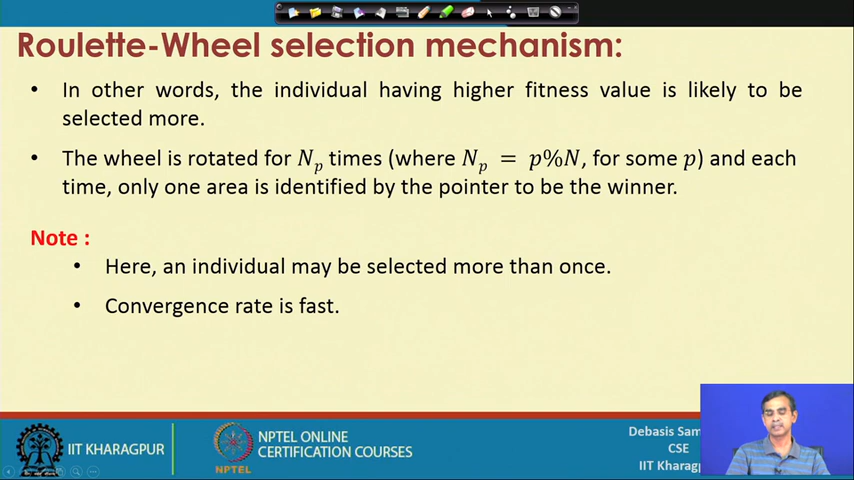 Roulette-Wheel selection mechanism:
• In other words, the individual having higher fitness value is likely to be
selected more.
• The wheel is rotated for Nₚ times (where Nₚ = p%N, for some p) and each
time, only one area is identified by the pointer to be the winner.
Note :
• Here, an individual may be selected more than once.
• Convergence rate is fast.
IIT KHARAGPUR
NPTEL
NPTEL ONLINE
CERTIFICATION COURSES
Debasis Sam
CSE
IIT Kharagp